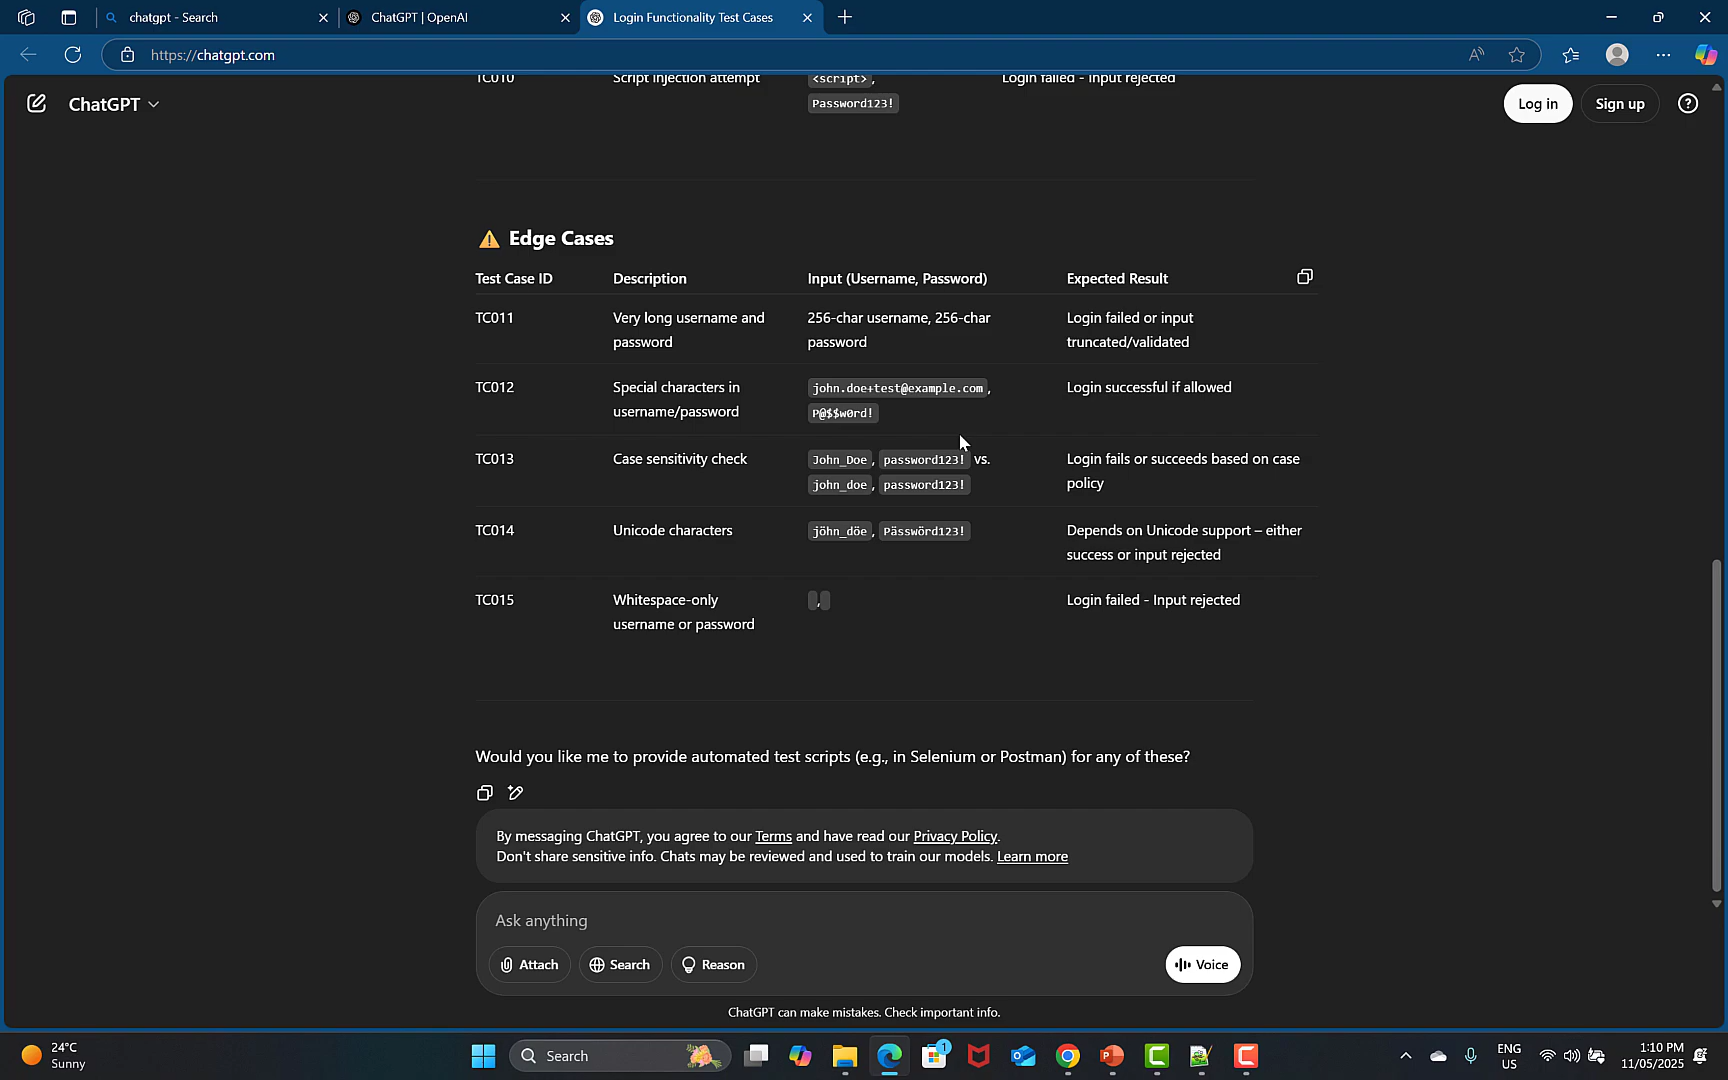 chatgpt - Search
ChatGPT | OpenAI
Login Functionality Test Cases
https://chatgpt.com
TC010 Script injection attempt <script>, Login failed - Input rejected
Password123!
ChatGPT
Log in
Sign up
Edge Cases
Test Case ID Description Input (Username, Password) Expected Result
TC011 Very long username and 256-char username, 256-char Login failed or input
password password truncated/validated
TC012 Special characters in john.doe+test@example.com, Login successful if allowed
username/password P@$$w0rd!
TC013 Case sensitivity check John_Doe, password123! vs. Login fails or succeeds based on case
john_doe, password123! policy
TC014 Unicode characters jöhn_döe, Pässwörd123! Depends on Unicode support – either
success or input rejected
TC015 Whitespace-only , Login failed - Input rejected
username or password
Would you like me to provide automated test scripts (e.g., in Selenium or Postman) for any of these?
By messaging ChatGPT, you agree to our Terms and have read our Privacy Policy.
Don't share sensitive info. Chats may be reviewed and used to train our models. Learn more
Ask anything
Attach Search Reason Voice
ChatGPT can make mistakes. Check important info.
24°C
Sunny
Search
1
ENG
US
1:10 PM
11/05/2025